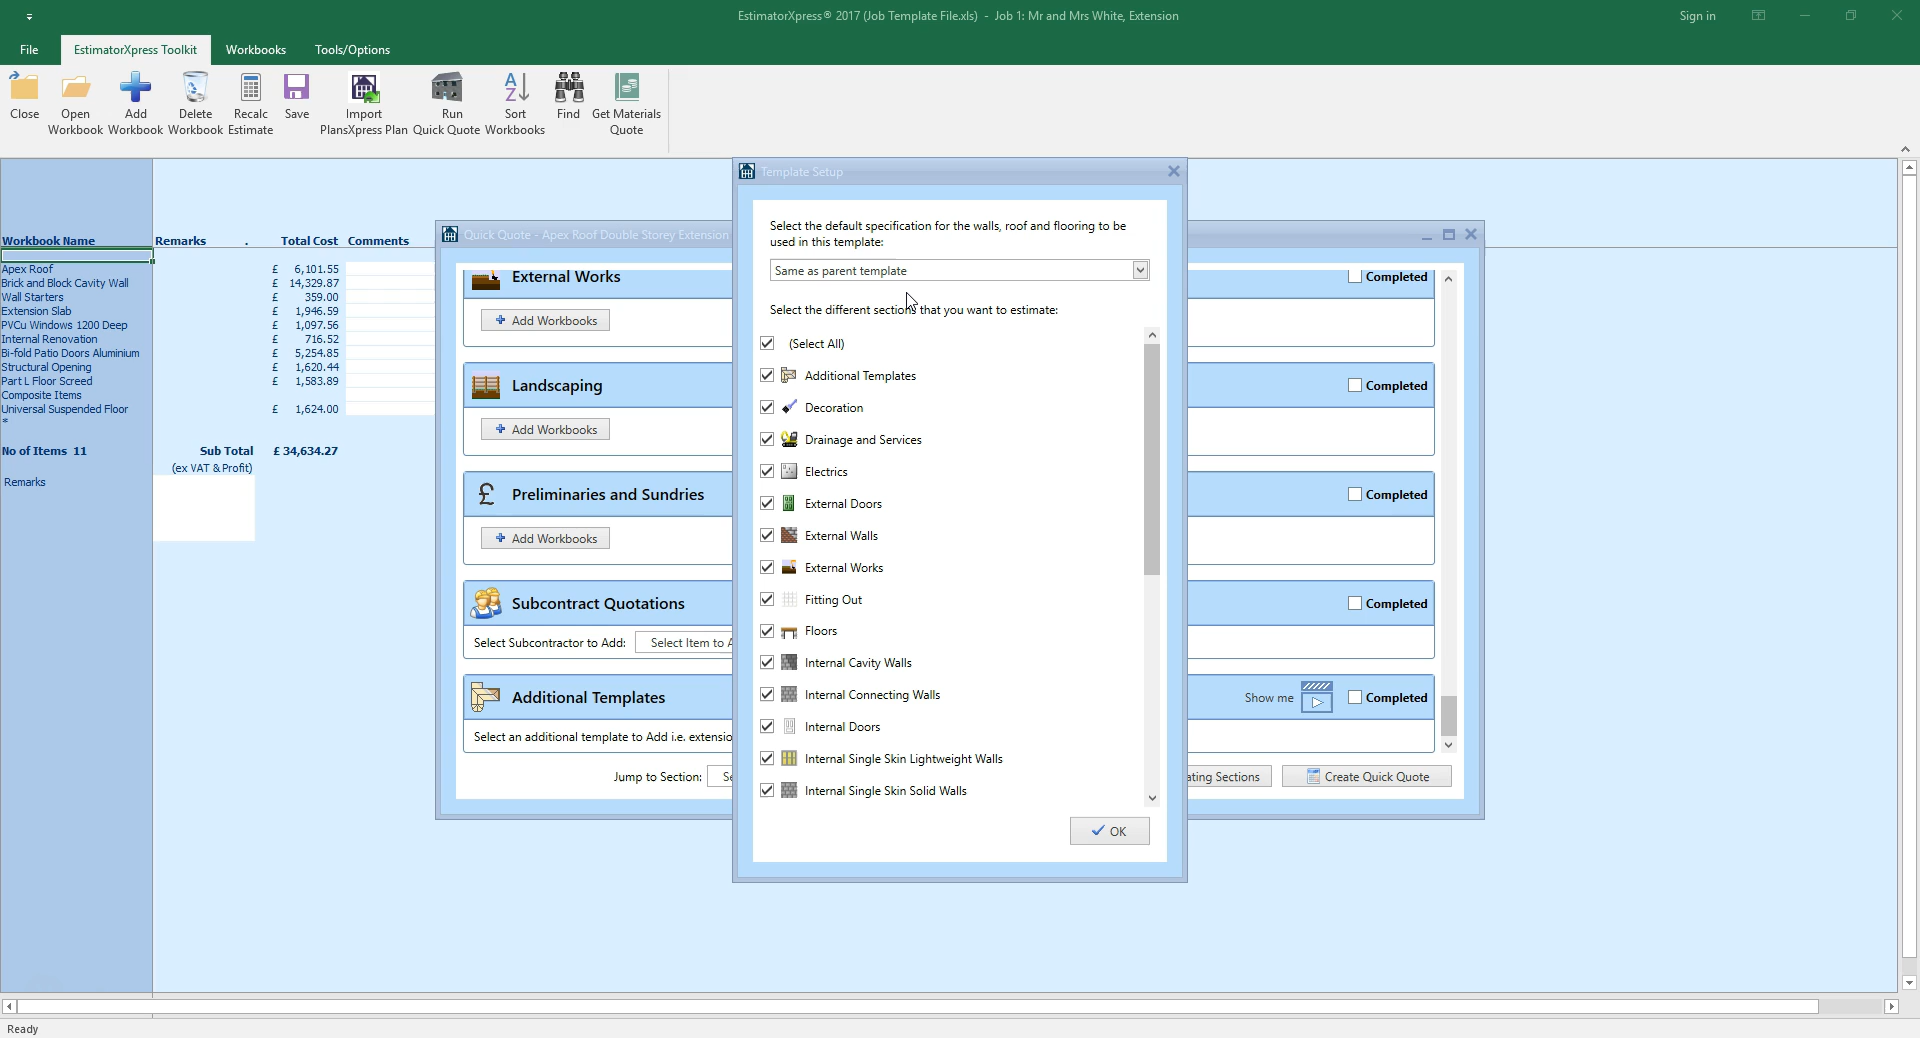 EstimatorXpress® 2017 (Job Template File.xls) - Job 1: Mr and Mrs White, Extension
Sign in
File
EstimatorXpress Toolkit
Workbooks
Tools/Options
Close
Open Workbook
Add Workbook
Delete Workbook
Recalc Estimate
Save
Import PlansXpress Plan
Run Quick Quote
Sort Workbooks
Find
Get Materials Quote
Workbook Name Remarks . Total Cost Comments
Apex Roof £ 6,101.55
Brick and Block Cavity Wall £ 14,329.87
Wall Starters £ 359.00
Extension Slab £ 1,946.59
PVCu Windows 1200 Deep £ 1,097.56
Internal Renovation £ 716.52
Bi-fold Patio Doors Aluminium £ 5,254.85
Structural Opening £ 1,620.44
Part L Floor Screed £ 1,583.89
Composite Items
Universal Suspended Floor £ 1,624.00
*
No of Items 11 Sub Total £ 34,634.27
(ex VAT & Profit)
Remarks
Quick Quote - Apex Roof Double Storey Extension
External Works
Completed
Add Workbooks
Landscaping
Completed
Add Workbooks
Preliminaries and Sundries
Completed
Add Workbooks
Subcontract Quotations
Completed
Select Subcontractor to Add: Select Item to A
Additional Templates
Show me
Completed
Select an additional template to Add i.e. extensio
Jump to Section: Se
ating Sections
Create Quick Quote
Template Setup
Select the default specification for the walls, roof and flooring to be
used in this template:
Same as parent template
Select the different sections that you want to estimate:
(Select All)
Additional Templates
Decoration
Drainage and Services
Electrics
External Doors
External Walls
External Works
Fitting Out
Floors
Internal Cavity Walls
Internal Connecting Walls
Internal Doors
Internal Single Skin Lightweight Walls
Internal Single Skin Solid Walls
OK
Ready